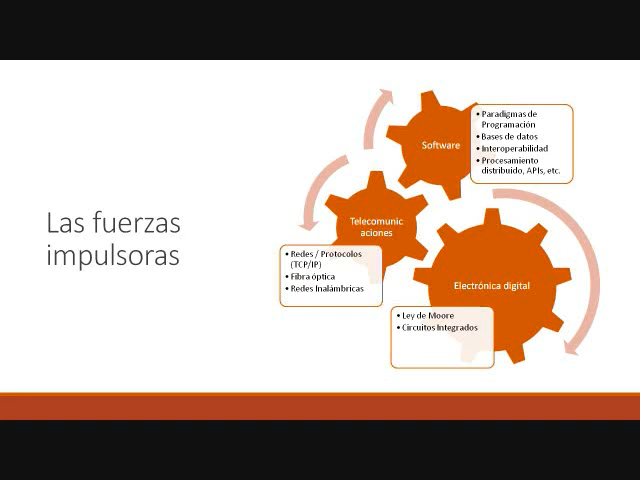 Las fuerzas
impulsoras
Software
• Paradigmas de
Programación
• Bases de datos
• Interoperabilidad
• Procesamiento
distribuido, APIs, etc.
Telecomunic
aciones
• Redes / Protocolos
(TCP/IP)
• Fibra óptica
• Redes Inalámbricas
Electrónica digital
• Ley de Moore
• Circuitos Integrados